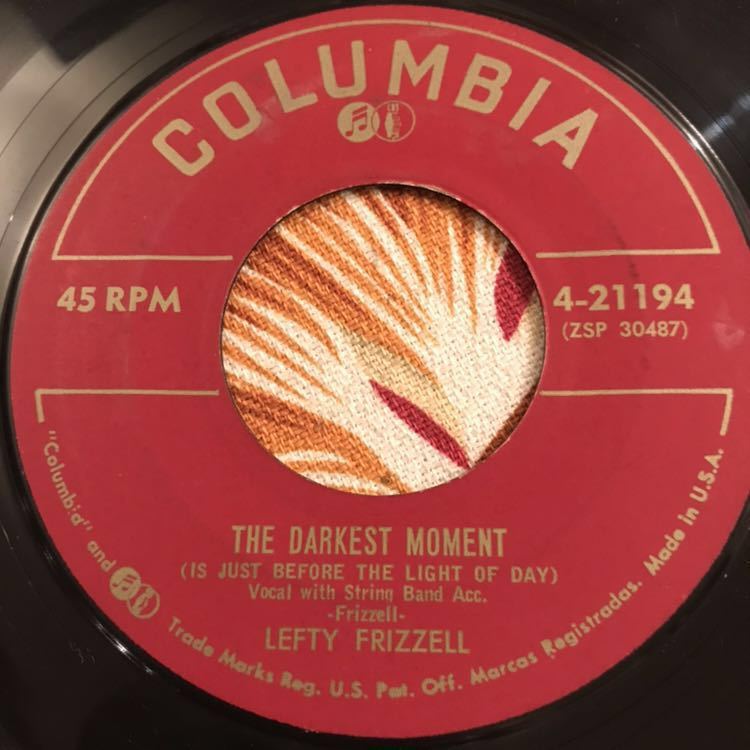 COLUMBIA
45 RPM
4-21194
(ZSP 30487)
THE DARKEST MOMENT
(IS JUST BEFORE THE LIGHT OF DAY)
Vocal with String Band Acc.
-Frizzell-
LEFTY FRIZZELL
"Columbia" and Trade Marks Reg. U.S. Pat. Off. Marcas Registradas. Made in U.S.A.